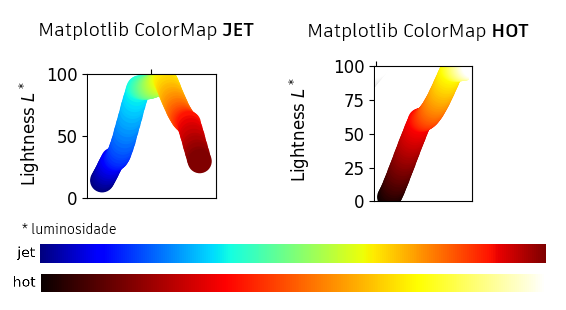 Matplotlib ColorMap JET
Matplotlib ColorMap HOT
Lightness L *
100
50
0
Lightness L *
100
75
50
25
0
* luminosidade
jet
hot